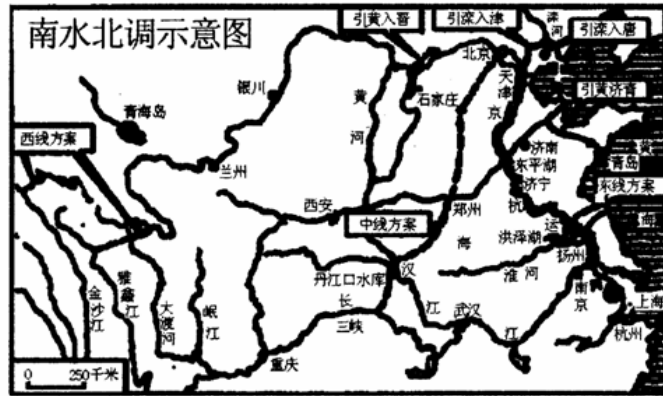 南水北调示意图
引黄入晋
引滦入津
引滦入唐
滦河
北京
天津
银川
黄河
石家庄
京
引黄济青
青海岛
西线方案
济南
黄
青岛
东平湖
兰州
济宁
东线方案
西安
郑州
杭
中线方案
海
运
海
洪泽湖
扬州
丹江口水库
汉
淮河
南京
金沙江
雅鑫江
大渡河
岷江
长
江
武汉
江
上海
三峡
杭州
重庆
0 250千米